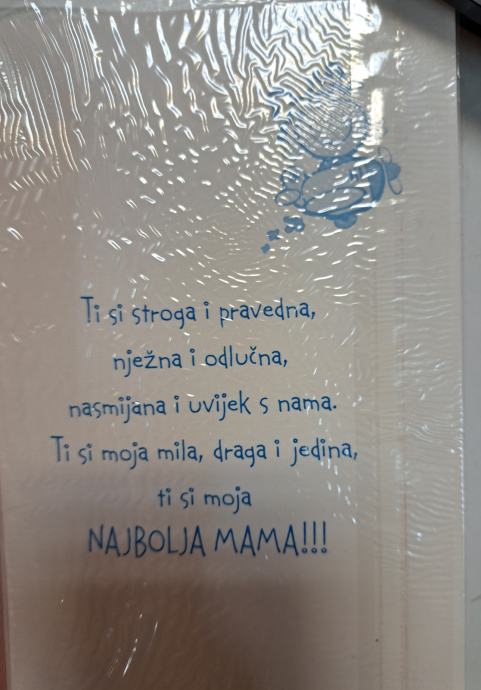 Ti si stroga i pravedna,
nježna i odlučna,
nasmijana i uvijek s nama.
Ti si moja mila, draga i jedina,
ti si moja
NAJBOLJA MAMA!!!